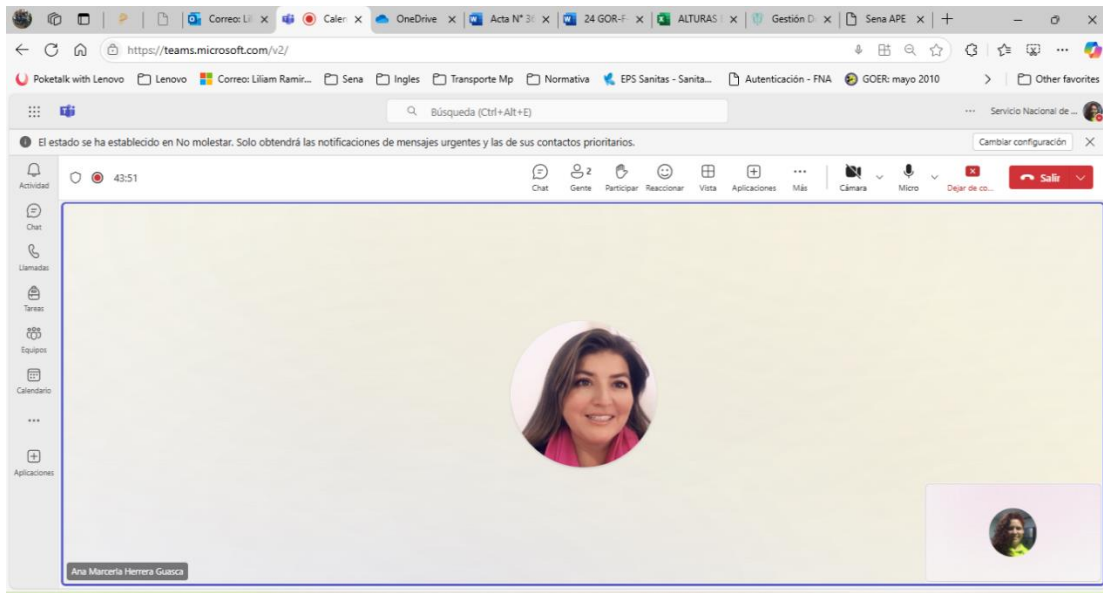 Correo: Li
Caler
OneDrive
Acta N° 3
24 GOR-F
ALTURAS
Gestión D
Sena APE
https://teams.microsoft.com/v2/
Poketalk with Lenovo
Lenovo
Correo: Liliam Ramir...
Sena
Ingles
Transporte Mp
Normativa
EPS Sanitas - Sanita...
Autenticación - FNA
GOER: mayo 2010
Other favorites
Búsqueda (Ctrl+Alt+E)
Servicio Nacional de ...
El estado se ha establecido en No molestar. Solo obtendrá las notificaciones de mensajes urgentes y las de sus contactos prioritarios.
Cambiar configuración
Actividad
43:51
2
Chat
Gente
Participar
Reaccionar
Vista
Aplicaciones
Más
Cámara
Micro
Dejar de co...
Salir
Chat
Llamadas
Tareas
Equipos
Calendario
Aplicaciones
Ana Marcerla Herrera Guasca